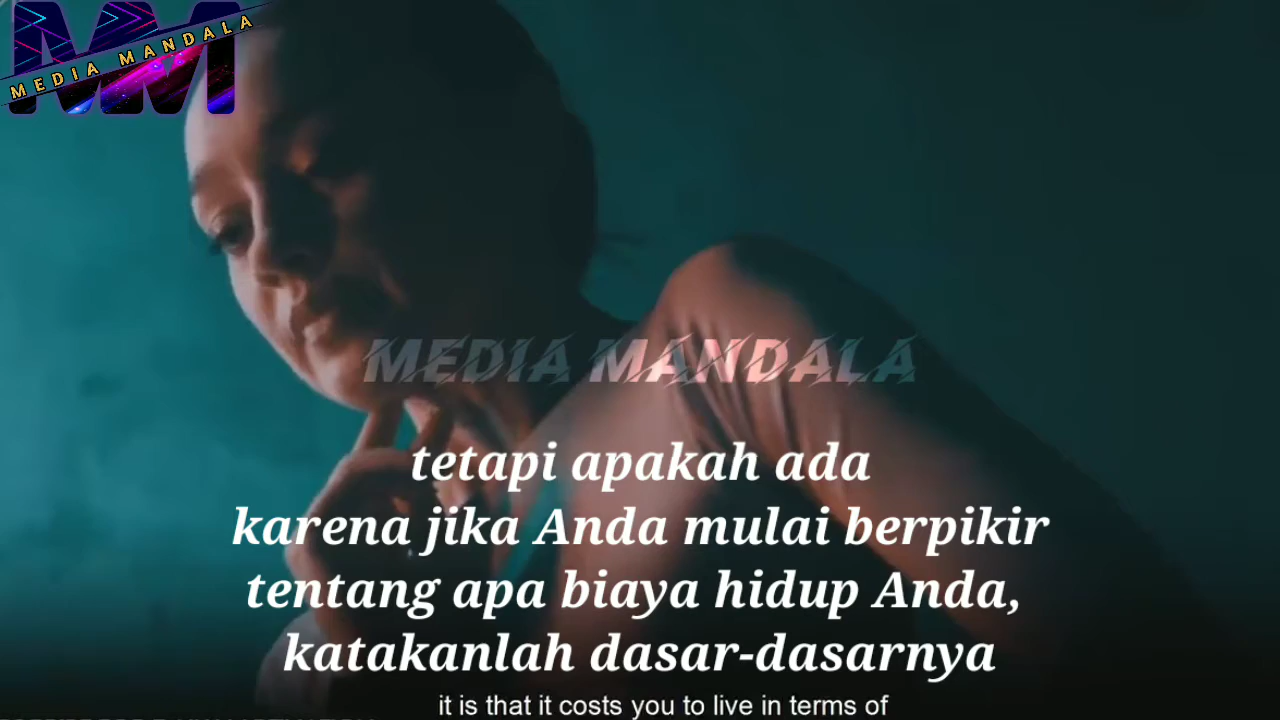 MEDIA MANDALA
MEDIA MANDALA
tetapi apakah ada
karena jika Anda mulai berpikir
tentang apa biaya hidup Anda,
katakanlah dasar-dasarnya
it is that it costs you to live in terms of